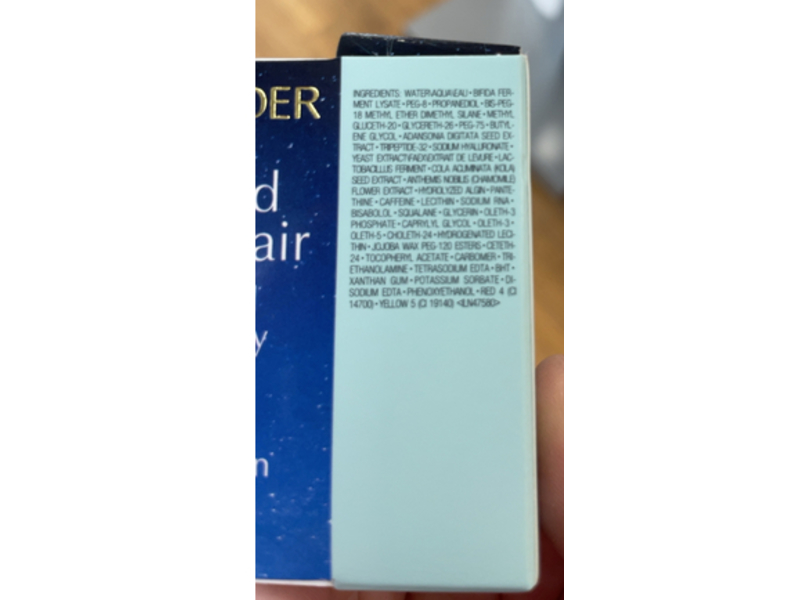 DER
d
air
y
n
INGREDIENTS: WATER\AQUA\EAU • BIFIDA FER-
MENT LYSATE • PEG-8 • PROPANEDIOL • BIS-PEG-
18 METHYL ETHER DIMETHYL SILANE • METHYL
GLUCETH-20 • GLYCERETH-26 • PEG-75 • BUTYL-
ENE GLYCOL • ADANSONIA DIGITATA SEED EX-
TRACT • TRIPEPTIDE-32 • SODIUM HYALURONATE •
YEAST EXTRACT\FAEX\EXTRAIT DE LEVURE • LAC-
TOBACILLUS FERMENT • COLA ACUMINATA (KOLA)
SEED EXTRACT • ANTHEMIS NOBILIS (CHAMOMILE)
FLOWER EXTRACT • HYDROLYZED ALGIN • PANTE-
THINE • CAFFEINE • LECITHIN • SODIUM RNA •
BISABOLOL • SQUALANE • GLYCERIN • OLETH-3
PHOSPHATE • CAPRYLYL GLYCOL • OLETH-3 •
OLETH-5 • CHOLETH-24 • HYDROGENATED LECI-
THIN • JOJOBA WAX PEG-120 ESTERS • CETETH-
24 • TOCOPHERYL ACETATE • CARBOMER • TRI-
ETHANOLAMINE • TETRASODIUM EDTA • BHT •
XANTHAN GUM • POTASSIUM SORBATE • DI-
SODIUM EDTA • PHENOXYETHANOL • RED 4 (CI
14700) • YELLOW 5 (CI 19140) <ILN47580>